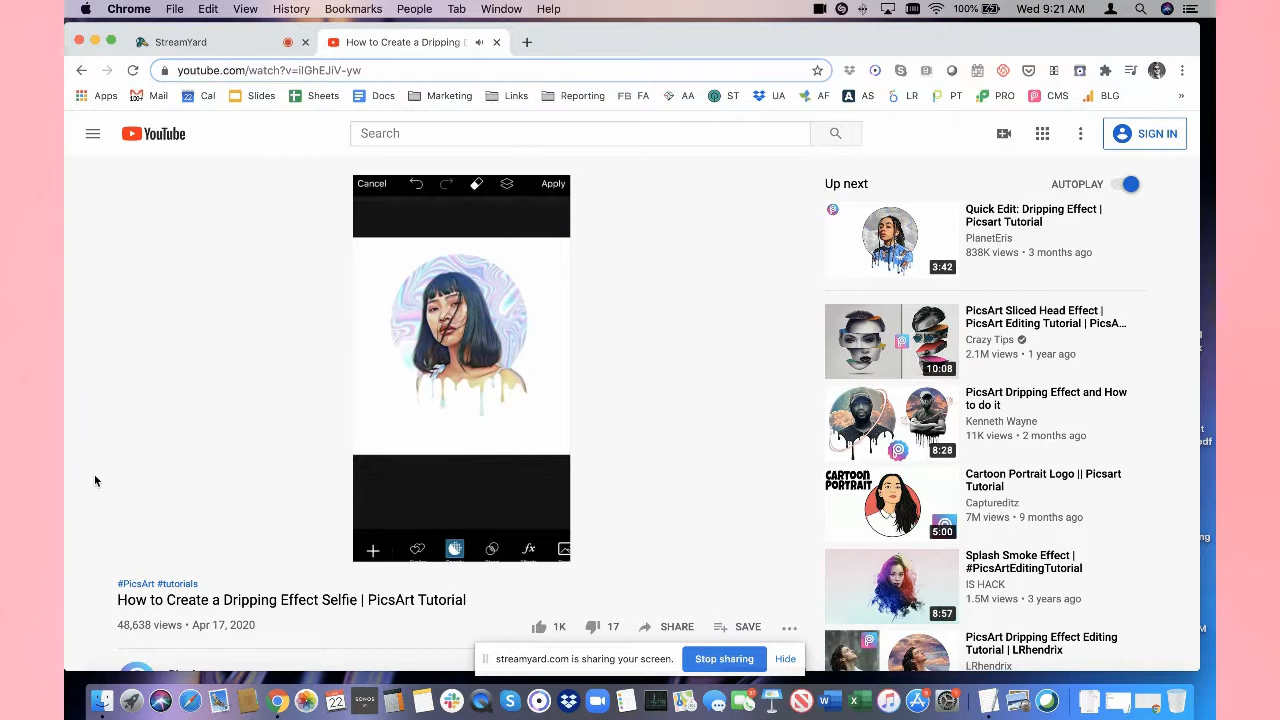 Chrome File Edit View History Bookmarks People Tab Window Help 100% Wed 9:21 AM
StreamYard How to Create a Dripping E
youtube.com/watch?v=iIGhEJiV-yw
Apps Mail 22 Cal Slides Sheets Docs Marketing Links Reporting FB FA AA ST UA AF AS LR PT PRO CMS BLG »
YouTube Search SIGN IN
Cancel Apply
Up next AUTOPLAY
Quick Edit: Dripping Effect |
Picsart Tutorial
PlanetEris
838K views • 3 months ago
3:42
PicsArt Sliced Head Effect |
PicsArt Editing Tutorial | PicsA...
Crazy Tips
2.1M views • 1 year ago
10:08
PicsArt Dripping Effect and How
to do it
Kenneth Wayne
11K views • 2 months ago
8:28
CARTOON
PORTRAIT
Cartoon Portrait Logo || Picsart
Tutorial
Captureditz
7M views • 9 months ago
5:00
Splash Smoke Effect |
#PicsArtEditingTutorial
IS HACK
1.5M views • 3 years ago
8:57
PicsArt Dripping Effect Editing
Tutorial | LRhendrix
LRhendrix
fx
#PicsArt #tutorials
How to Create a Dripping Effect Selfie | PicsArt Tutorial
48,638 views • Apr 17, 2020
1K 17 SHARE SAVE
streamyard.com is sharing your screen. Stop sharing Hide
22 SONOS